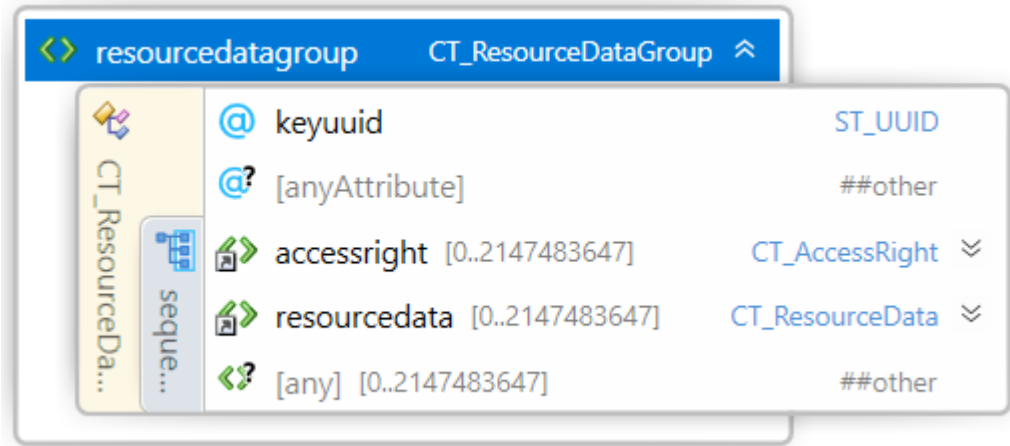 resourcedatagroup CT_ResourceDataGroup
CT_ResourceDa...
seque...
@ keyuuid ST_UUID
@? [anyAttribute] ##other
accessright [0..2147483647] CT_AccessRight
resourcedata [0..2147483647] CT_ResourceData
<>? [any] [0..2147483647] ##other